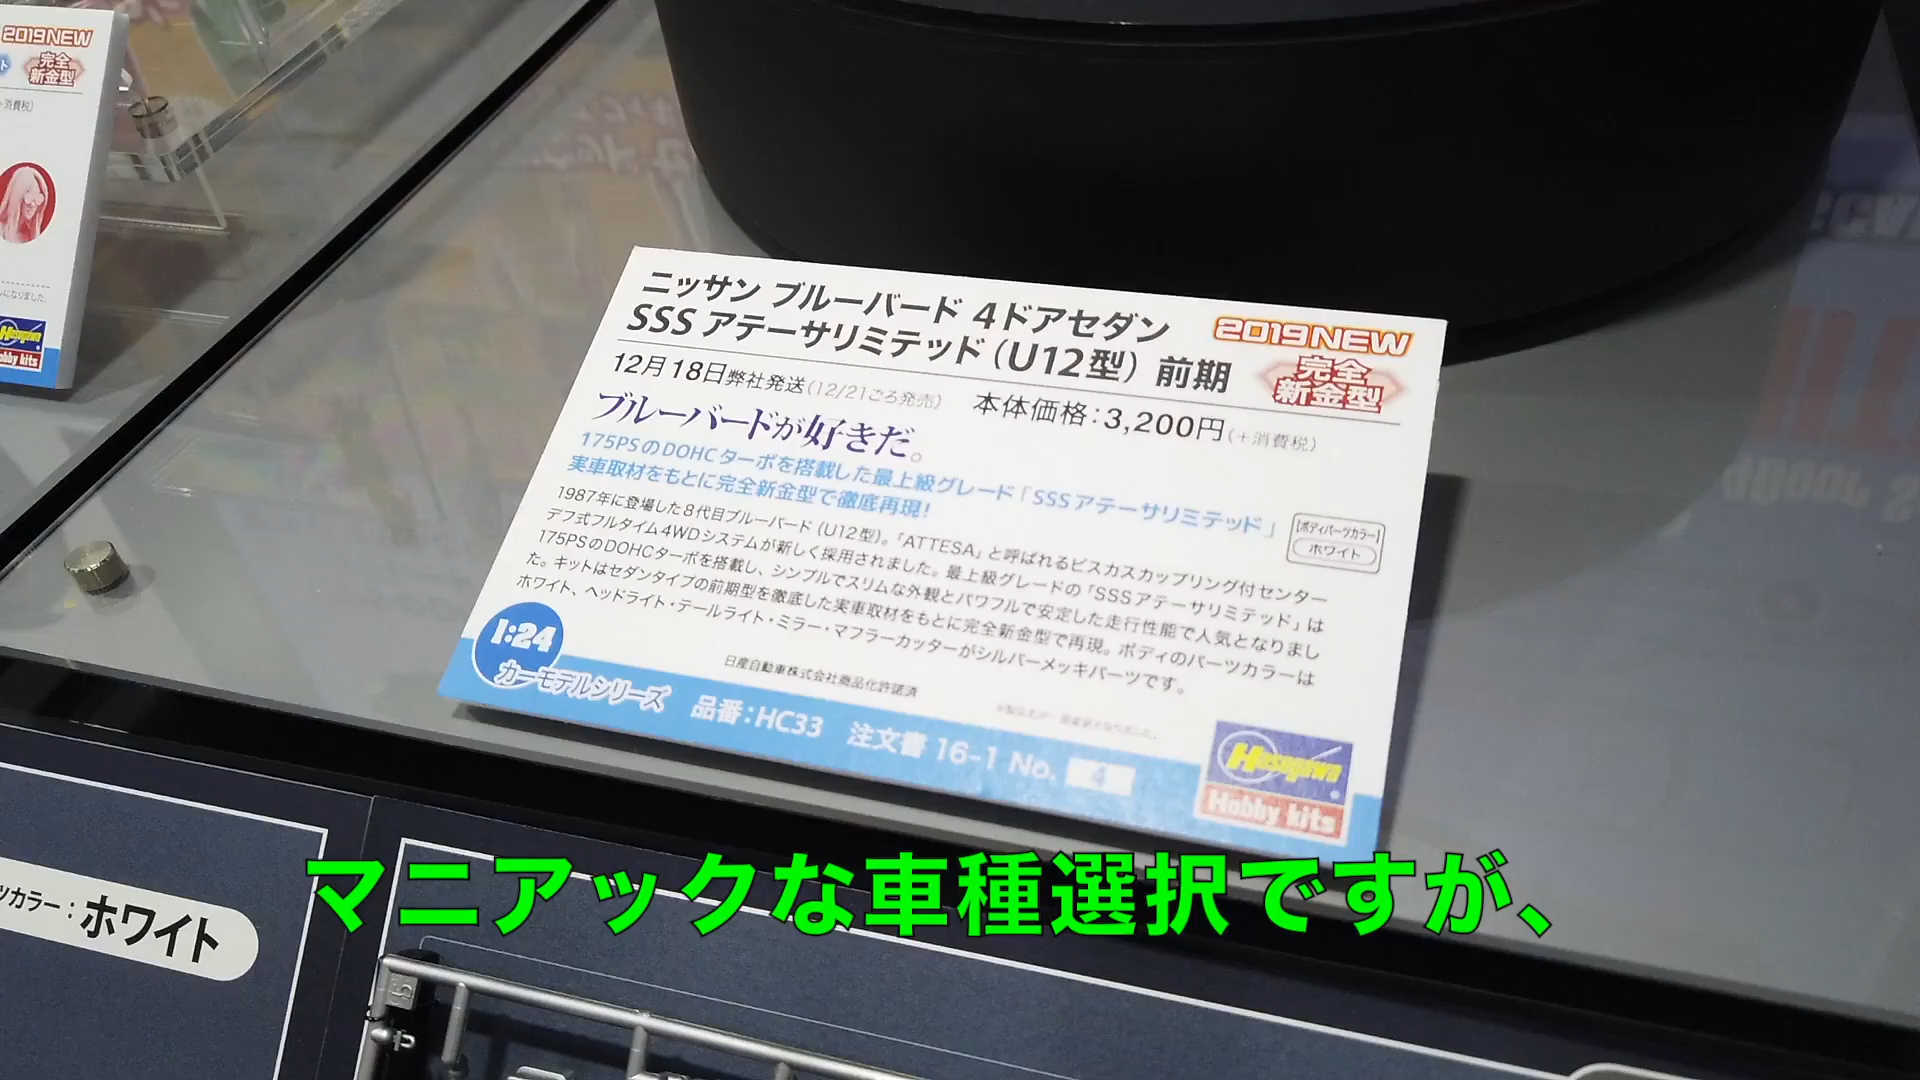 2019NEW
完全
新金型
+消費税)
になりました。
Hasegawa
obby kits
ニッサン ブルーバード 4ドアセダン
SSS アテーサリミテッド(U12型)前期
2019NEW
完全
新金型
12月18日弊社発送(12/21ごろ発売) 本体価格:3,200円(+消費税)
ブルーバードが好きだ。
175PSのDOHCターボを搭載した最上級グレード「SSSアテーサリミテッド」
実車取材をもとに完全新金型で徹底再現!
[ボディパーツカラー]
ホワイト
1987年に登場した8代目ブルーバード(U12型)。「ATTESA」と呼ばれるビスカスカップリング付センター
デフ式フルタイム4WDシステムが新しく採用されました。最上級グレードの「SSSアテーサリミテッド」は
175PSのDOHCターボを搭載し、シンプルでスリムな外観とパワフルで安定した走行性能で人気となりまし
た。キットはセダンタイプの前期型を徹底した実車取材をもとに完全新金型で再現。ボディのパーツカラーは
ホワイト、ヘッドライト・テールライト・ミラー・マフラーカッターがシルバーメッキパーツです。
日産自動車株式会社商品化許諾済
1:24
カーモデルシリーズ 品番:HC33 注文書 16-1 No. 4
Hasegawa
Hobby kits
マニアックな車種選択ですが、
ツカラー:ホワイト